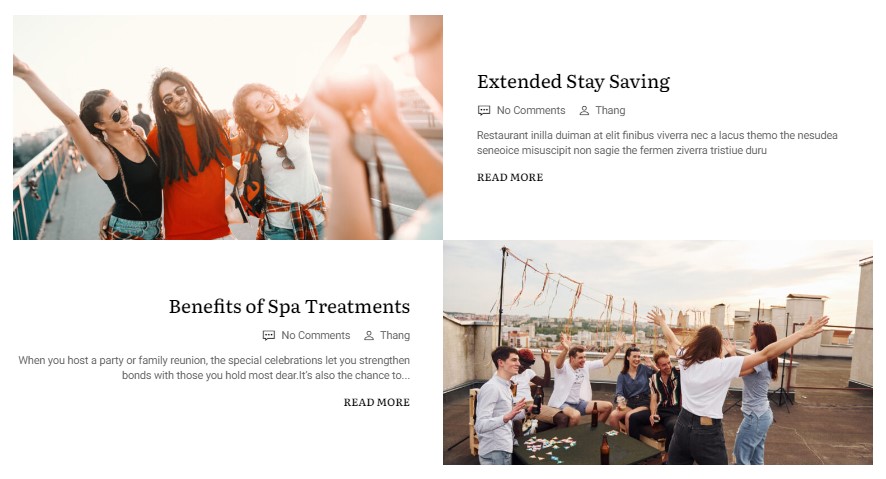 Extended Stay Saving
No Comments Thang
Restaurant inilla duiman at elit finibus viverra nec a lacus themo the nesudea
seneoice misuscipit non sagie the fermen ziverra tristiue duru
READ MORE
Benefits of Spa Treatments
No Comments Thang
When you host a party or family reunion, the special celebrations let you strengthen
bonds with those you hold most dear.It's also the chance to...
READ MORE